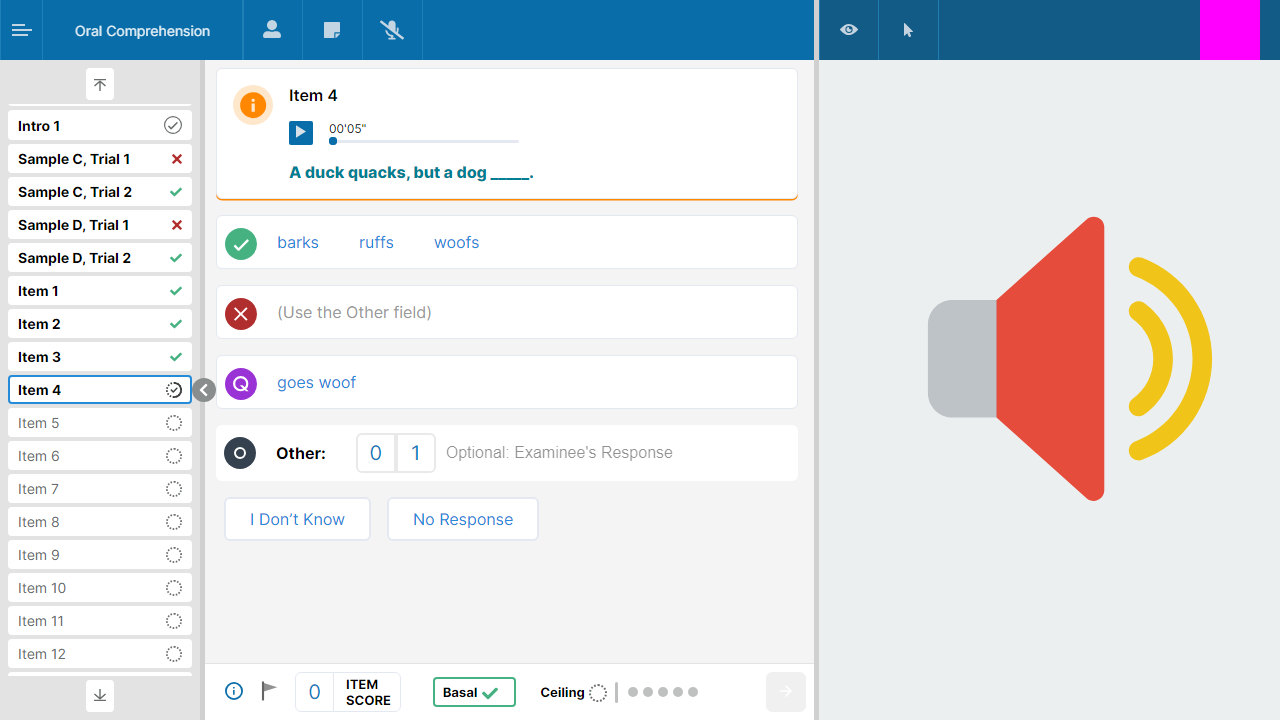 Oral Comprehension
Intro 1
Sample C, Trial 1
Sample C, Trial 2
Sample D, Trial 1
Sample D, Trial 2
Item 1
Item 2
Item 3
Item 4
Item 5
Item 6
Item 7
Item 8
Item 9
Item 10
Item 11
Item 12
Item 4
00'05"
A duck quacks, but a dog _____.
barks ruffs woofs
(Use the Other field)
Q goes woof
Other: 0 1 Optional: Examinee's Response
I Don’t Know No Response
0 ITEM SCORE Basal Ceiling